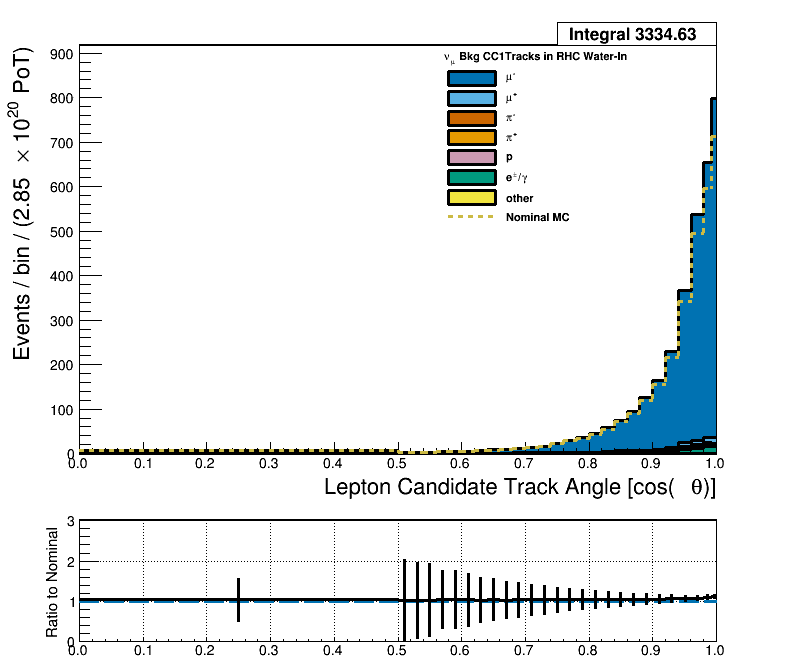 Integral 3334.63
ν_μ Bkg CC1Tracks in RHC Water-In
μ⁻
μ⁺
π⁻
π⁺
p
e^±/γ
other
Nominal MC
Events / bin / (2.85 × 10²⁰ PoT)
900
800
700
600
500
400
300
200
100
0
0.0 0.1 0.2 0.3 0.4 0.5 0.6 0.7 0.8 0.9 1.0
Lepton Candidate Track Angle [cos( θ)]
Ratio to Nominal
3
2
1
0
0.0 0.1 0.2 0.3 0.4 0.5 0.6 0.7 0.8 0.9 1.0